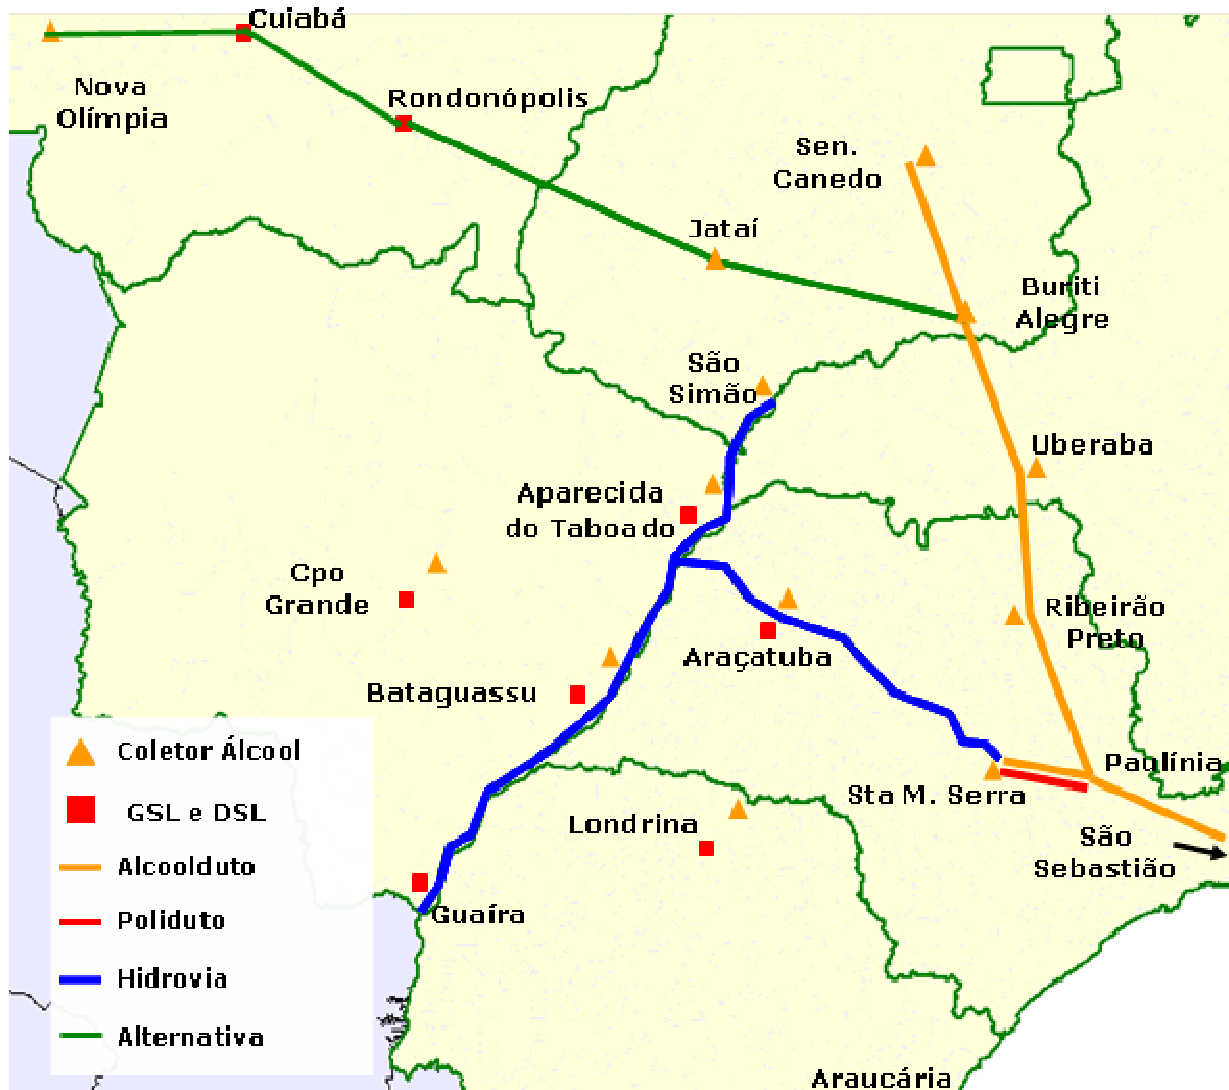 Cuiabá
Nova
Olímpia
Rondonópolis
Sen.
Canedo
Jataí
Buriti
Alegre
São
Simão
Uberaba
Aparecida
do Taboado
Cpo
Grande
Ribeirão
Preto
Araçatuba
Bataguassu
Coletor Álcool
GSL e DSL
Alcoolduto
Poliduto
Hidrovia
Alternativa
Paulínia
Sta M. Serra
Londrina
São
Sebastião
Guaíra
Araucária